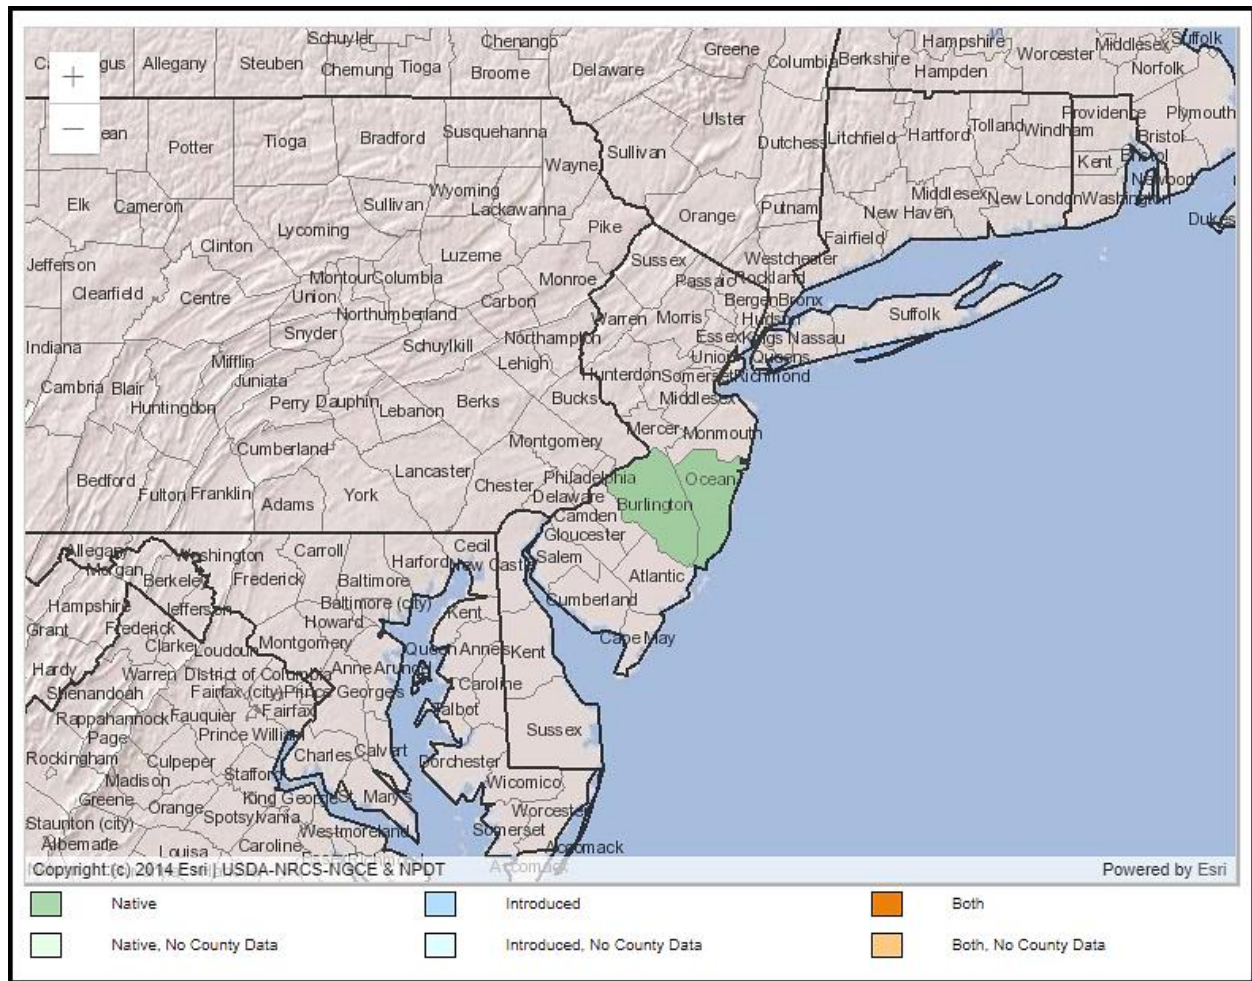 Schuyler Chenango Greene Hampshire Middlesex Suffolk
Allegany Steuben Chemung Tioga Broome Delaware Columbia Berkshire Hampden Worcester Norfolk
+
−
Potter Tioga Bradford Susquehanna Ulster Dutchess Litchfield Hartford Tolland Windham Providence Plymouth
Wayne Sullivan Kent Bristol Bristol
Elk Cameron Sullivan Wyoming Lackawanna Pike Orange Putnam New Haven Middlesex New London Washington Newport Dukes
Jefferson Clinton Lycoming Luzerne Monroe Sussex Westchester Fairfield
Clearfield Centre Montour Columbia Carbon Passaic Rockland
Union Northumberland Warren Morris Bergen Bronx Suffolk
Indiana Snyder Schuylkill Northampton Essex Hudson Kings Nassau
Mifflin Lehigh Union Queens
Cambria Blair Juniata Hunterdon Somerset Richmond
Huntingdon Perry Dauphin Lebanon Berks Bucks Middlesex
Cumberland Montgomery Mercer Monmouth
Bedford Lancaster Chester Philadelphia Ocean
Fulton Franklin Adams York Delaware Burlington
Camden
Gloucester
Allegany Washington Carroll Harford Cecil New Castle Salem
Morgan Berkeley Frederick Baltimore Atlantic
Hampshire Jefferson Baltimore (city) Kent Cumberland
Grant Frederick Howard
Clarke Loudoun Montgomery Queen Annes Kent Cape May
Hardy Warren District of Columbia Anne Arundel
Shenandoah Fairfax (city) Prince George's Caroline
Rappahannock Fauquier Fairfax Talbot
Page Prince William Sussex
Rockingham Culpeper Charles Calvert Dorchester
Madison Stafford Wicomico
Greene Orange King George St. Mary's
Staunton (city) Spotsylvania Worcester
Albemarle Louisa Caroline Westmoreland Somerset Accomack
Copyright:(c) 2014 Esri | USDA-NRCS-NGCE & NPDT Powered by Esri
Native Introduced Both
Native, No County Data Introduced, No County Data Both, No County Data